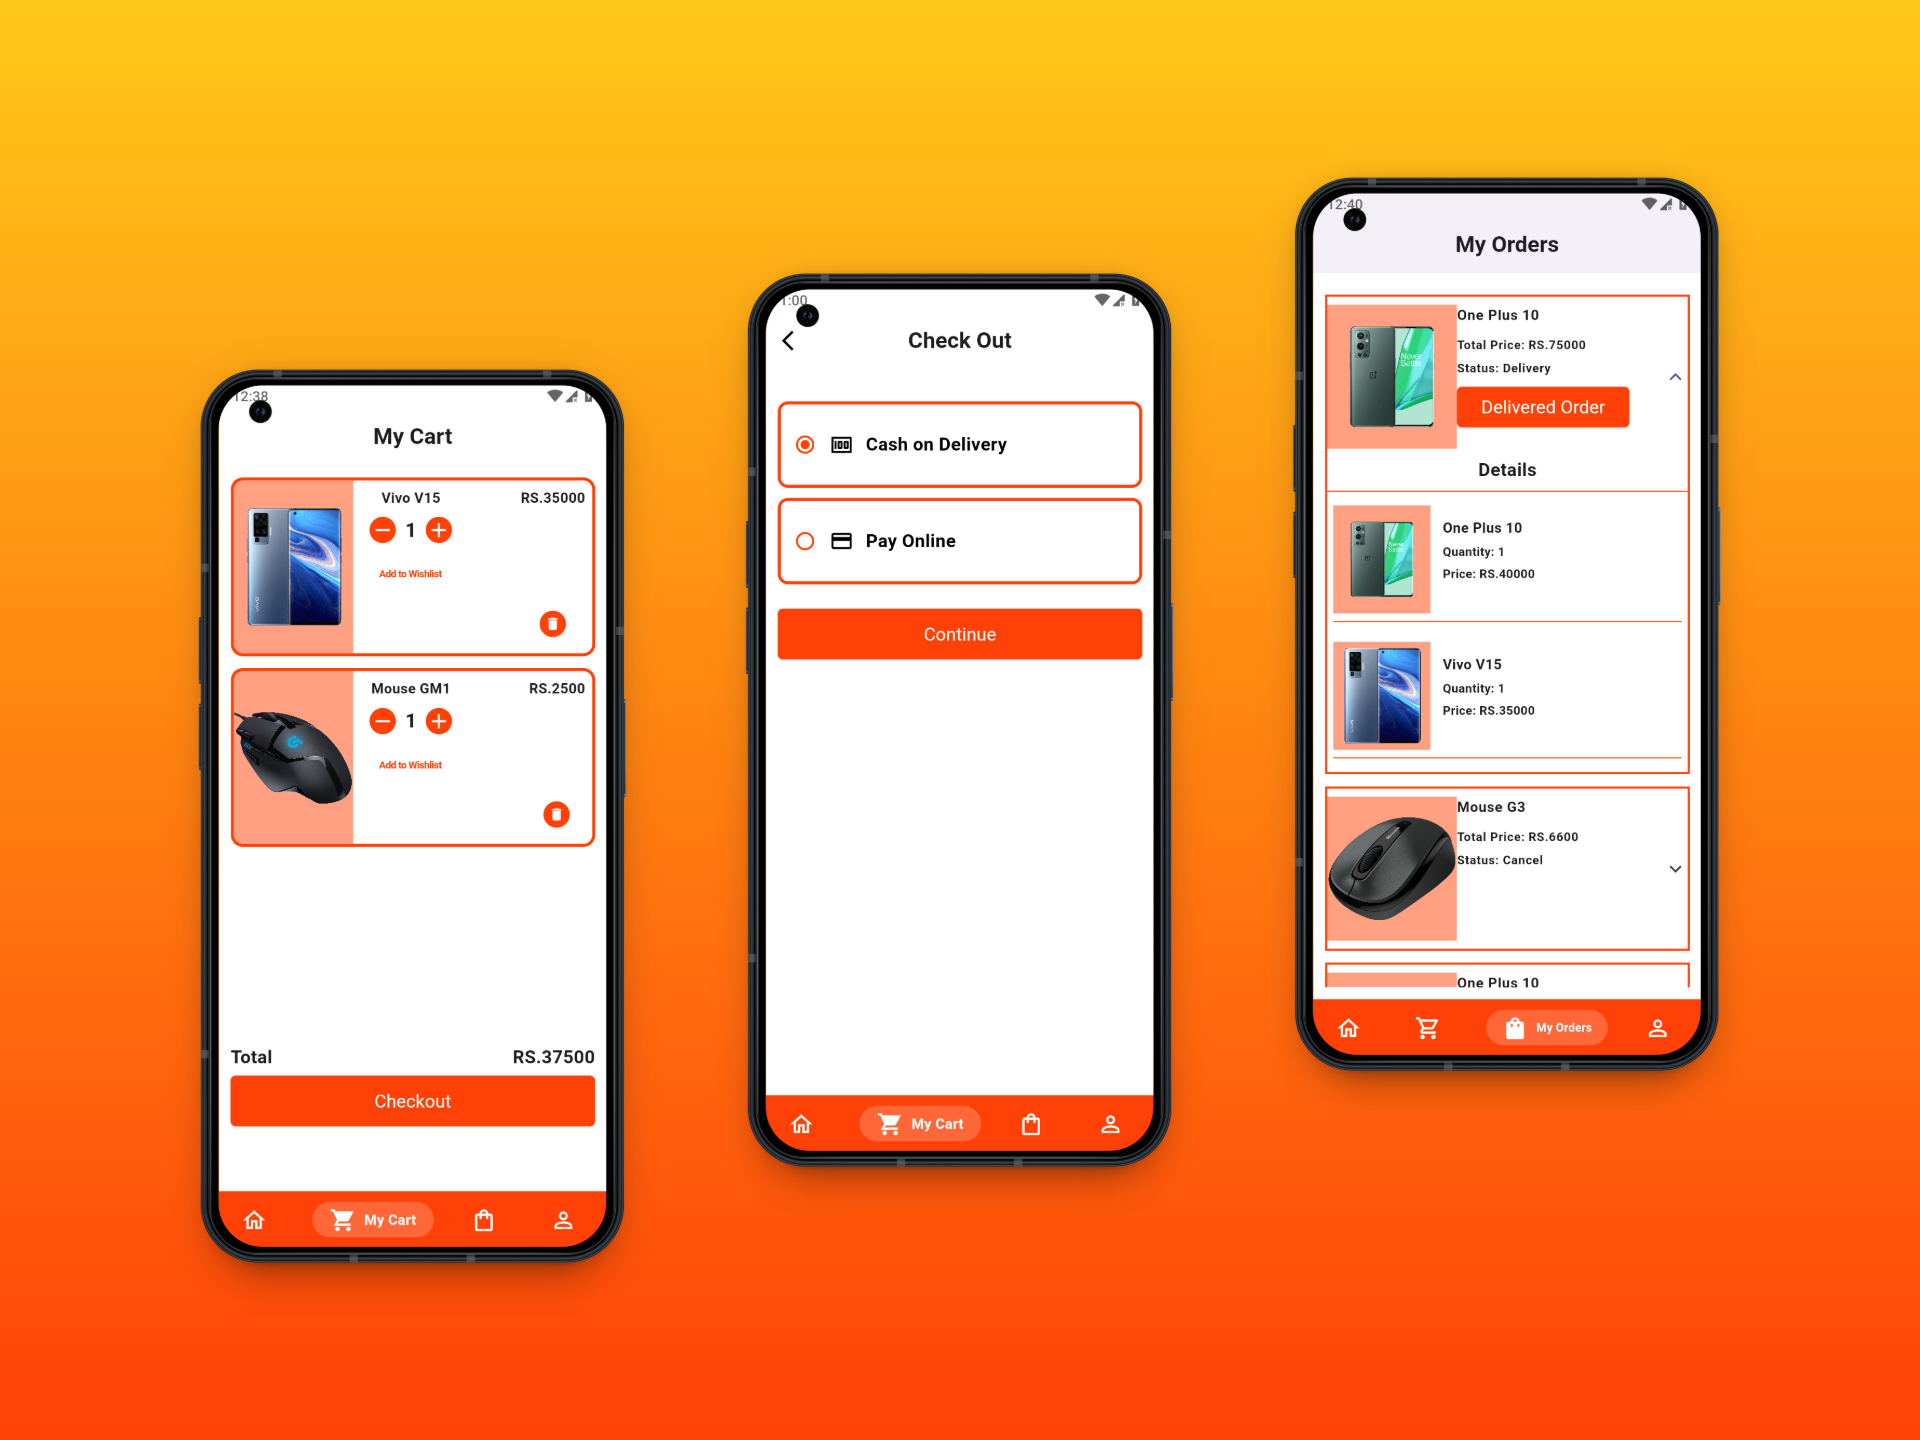 12:38
My Cart
Vivo V15
RS.35000
1
Add to Wishlist
Mouse GM1
RS.2500
1
Add to Wishlist
Total
RS.37500
Checkout
My Cart
1:00
Check Out
Cash on Delivery
Pay Online
Continue
My Cart
12:40
My Orders
One Plus 10
Total Price: RS.75000
Status: Delivery
Delivered Order
Never
Settle
Details
One Plus 10
Quantity: 1
Price: RS.40000
Vivo V15
Quantity: 1
Price: RS.35000
Mouse G3
Total Price: RS.6600
Status: Cancel
One Plus 10
My Orders